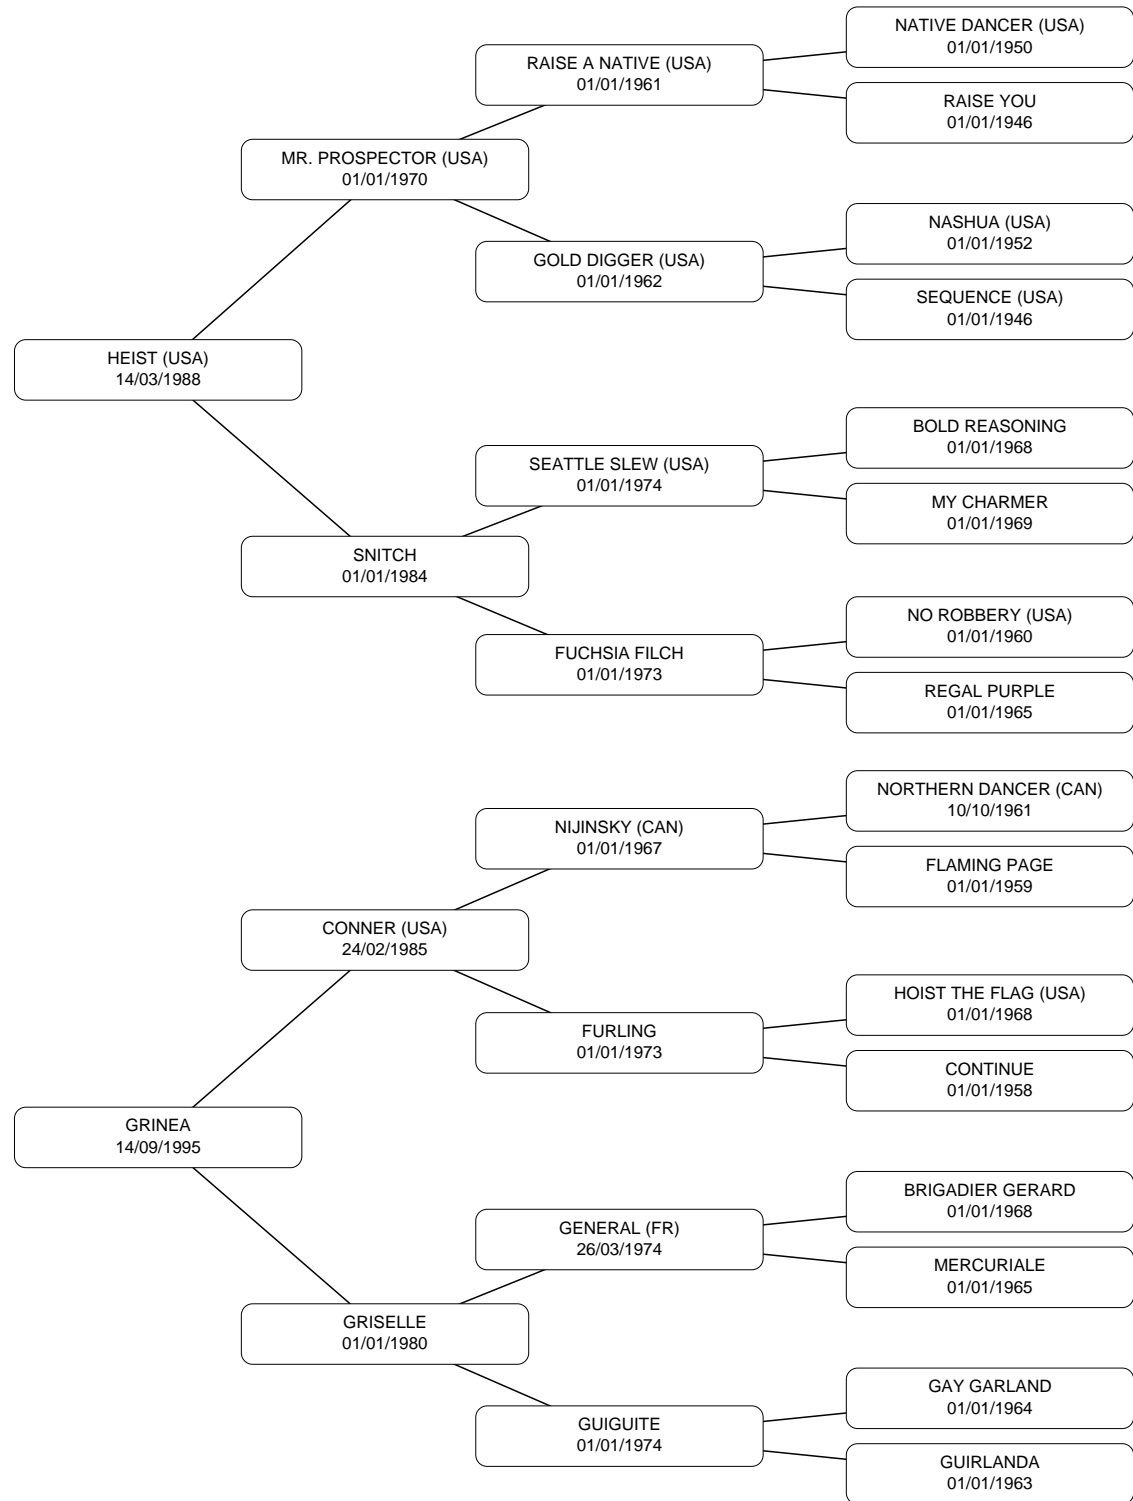 NATIVE DANCER (USA)
01/01/1950
RAISE A NATIVE (USA)
01/01/1961
RAISE YOU
01/01/1946
MR. PROSPECTOR (USA)
01/01/1970
NASHUA (USA)
01/01/1952
GOLD DIGGER (USA)
01/01/1962
SEQUENCE (USA)
01/01/1946
HEIST (USA)
14/03/1988
BOLD REASONING
01/01/1968
SEATTLE SLEW (USA)
01/01/1974
MY CHARMER
01/01/1969
SNITCH
01/01/1984
NO ROBBERY (USA)
01/01/1960
FUCHSIA FILCH
01/01/1973
REGAL PURPLE
01/01/1965
NORTHERN DANCER (CAN)
10/10/1961
NIJINSKY (CAN)
01/01/1967
FLAMING PAGE
01/01/1959
CONNER (USA)
24/02/1985
HOIST THE FLAG (USA)
01/01/1968
FURLING
01/01/1973
CONTINUE
01/01/1958
GRINEA
14/09/1995
BRIGADIER GERARD
01/01/1968
GENERAL (FR)
26/03/1974
MERCURIALE
01/01/1965
GRISELLE
01/01/1980
GAY GARLAND
01/01/1964
GUIGUITE
01/01/1974
GUIRLANDA
01/01/1963